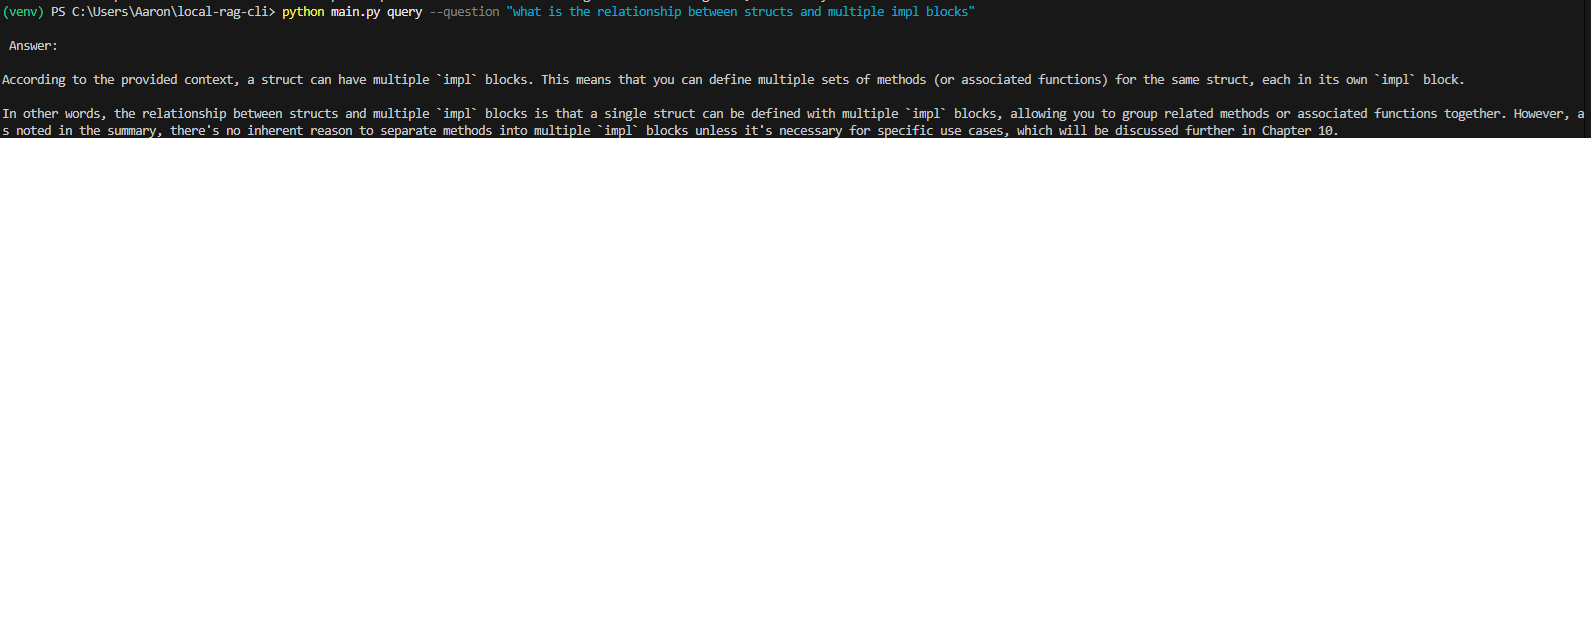 (venv) PS C:\Users\Aaron\local-rag-cli> python main.py query --question "what is the relationship between structs and multiple impl blocks"
Answer:
According to the provided context, a struct can have multiple `impl` blocks. This means that you can define multiple sets of methods (or associated functions) for the same struct, each in its own `impl` block.
In other words, the relationship between structs and multiple `impl` blocks is that a single struct can be defined with multiple `impl` blocks, allowing you to group related methods or associated functions together. However, a
s noted in the summary, there's no inherent reason to separate methods into multiple `impl` blocks unless it's necessary for specific use cases, which will be discussed further in Chapter 10.